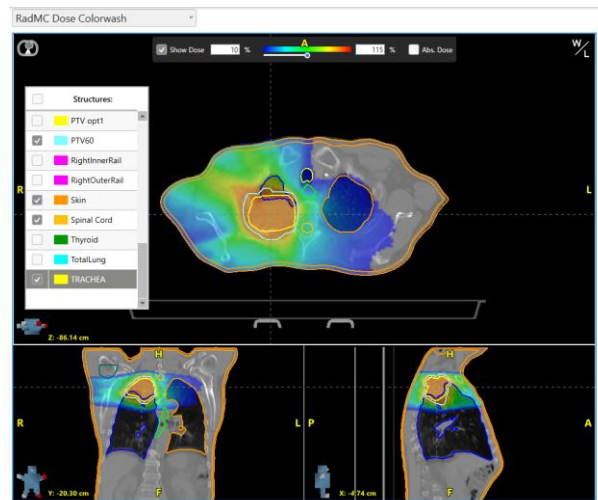 RadMC Dose Colorwash
Show Dose 10 % A 115 % Abs. Dose
W/L
Structures:
PTV opt1
PTV60
RightInnerRail
RightOuterRail
Skin
Spinal Cord
Thyroid
TotalLung
TRACHEA
R
L
Z: -86.14 cm
H
R
L
F
Y: -20.30 cm
H
P
A
F
X: -4.74 cm